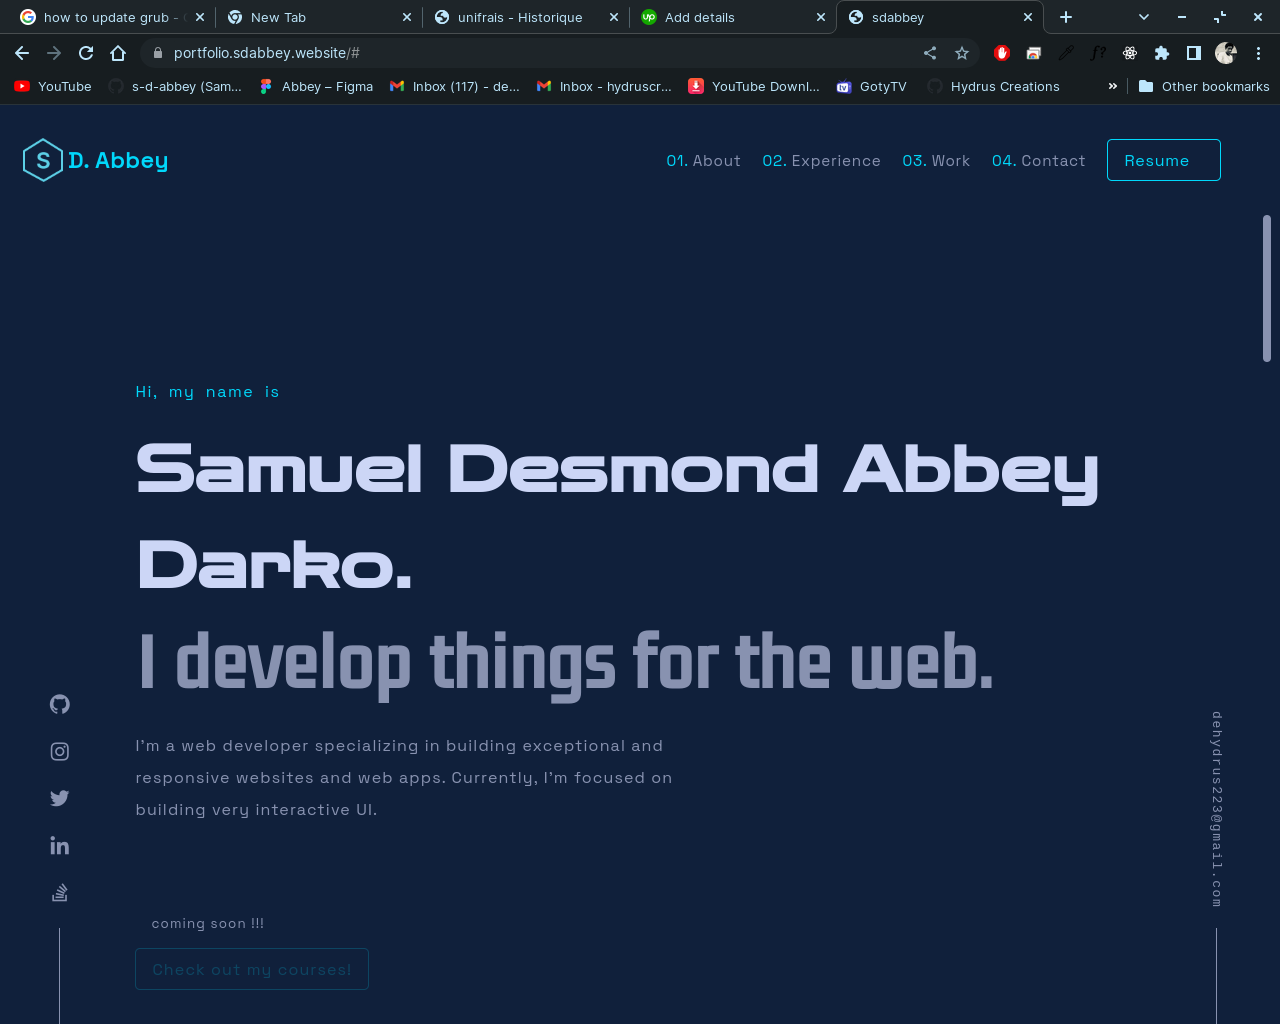 how to update grub - G
New Tab
unifrais - Historique
Add details
sdabbey
portfolio.sdabbey.website/#
YouTube
s-d-abbey (Sam...
Abbey – Figma
Inbox (117) - de...
Inbox - hydruscr...
YouTube Downl...
GotyTV
Hydrus Creations
»
Other bookmarks
S D. Abbey
01. About
02. Experience
03. Work
04. Contact
Resume
Hi, my name is
Samuel Desmond Abbey
Darko.
I develop things for the web.
I'm a web developer specializing in building exceptional and
responsive websites and web apps. Currently, I'm focused on
building very interactive UI.
dehydrus223@gmail.com
coming soon !!!
Check out my courses!